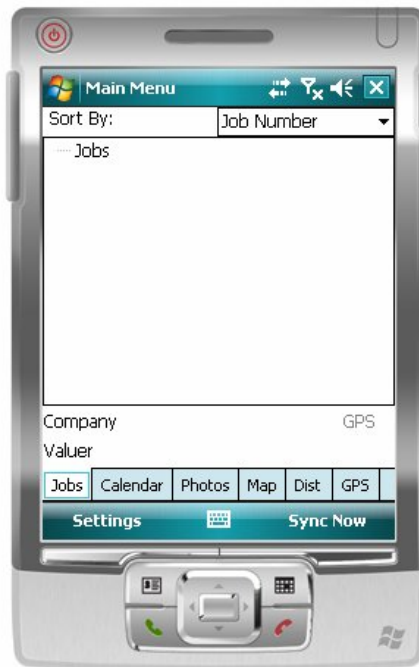 Main Menu
Sort By: Job Number
Jobs
Company GPS
Valuer
Jobs Calendar Photos Map Dist GPS
Settings Sync Now